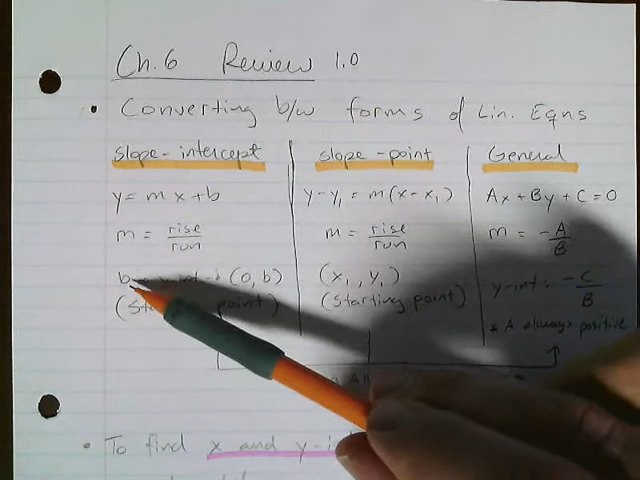 Ch.6 Review 1.0
• Converting b/w forms of Lin. Eqns
slope-intercept slope-point General
y = mx + b y-y₁ = m(x-x₁) Ax + By + C = 0
m = rise/run m = rise/run m = -A/B
b (0, b) (x₁, y₁) y-int: -C/B
point) (starting point) * A always positive
• To find x and y-i